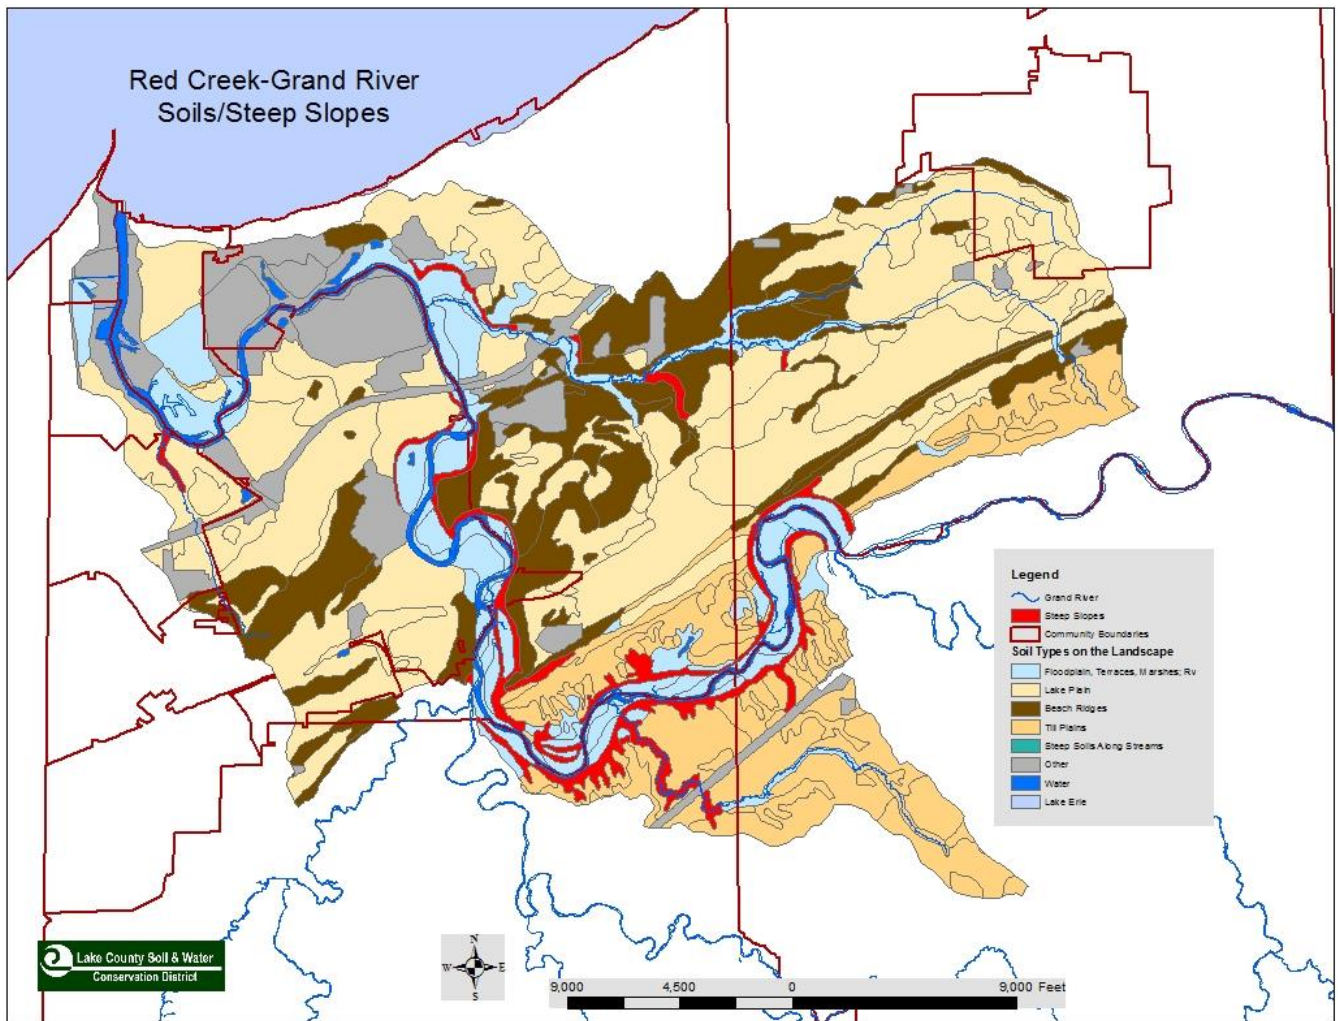 Red Creek-Grand River
Soils/Steep Slopes
Legend
Grand River
Steep Slopes
Community Boundaries
Soil Types on the Landscape
Floodplain, Terraces, Marshes; Rv
Lake Plain
Beach Ridges
Till Plains
Steep Soils Along Streams
Other
Water
Lake Erie
Lake County Soil & Water
Conservation District
N
W E
S
9,000 4,500 0 9,000 Feet